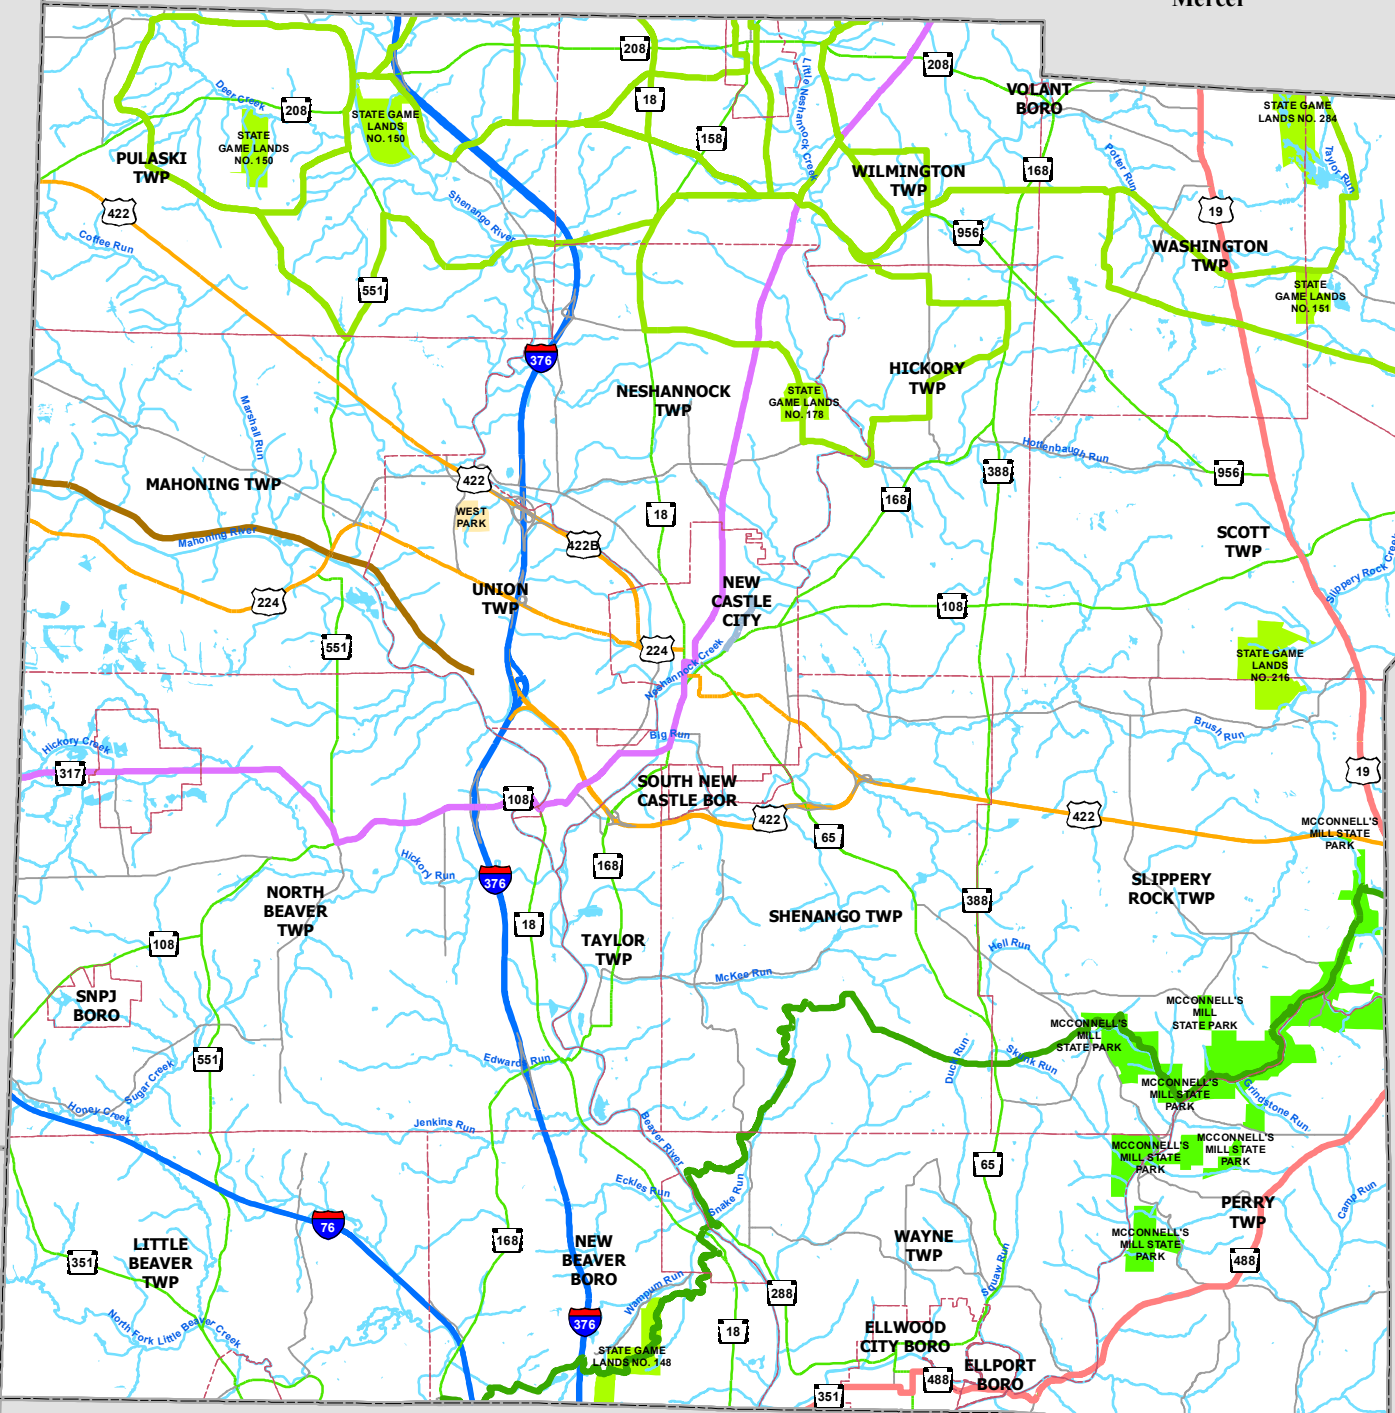 Mercer
208
208
18
158
VOLANT
BORO
STATE GAME
LANDS NO. 284
Deer Creek
208
STATE GAME
LANDS
NO. 150
STATE
GAME LANDS
NO. 150
Little Neshannock Creek
PULASKI
TWP
WILMINGTON
TWP
168
Potter Run
Taylor Run
422
Coffee Run
Shenango River
956
19
WASHINGTON
TWP
551
STATE
GAME LANDS
NO. 151
376
NESHANNOCK
TWP
HICKORY
TWP
STATE
GAME LANDS
NO. 178
Marshall Run
Hottenbaugh Run
MAHONING TWP
422
388
956
168
WEST
PARK
18
Mahoning River
422B
SCOTT
TWP
Slippery Rock Creek
224
UNION
TWP
NEW
CASTLE
CITY
108
551
224
Neshannock Creek
STATE GAME
LANDS
NO. 216
Hickory Creek
Big Run
Brush Run
317
19
SOUTH NEW
CASTLE BOR
108
422
422
65
MCCONNELL'S
MILL STATE
PARK
Hickory Run
376
168
NORTH
BEAVER
TWP
388
SLIPPERY
ROCK TWP
18
SHENANGO TWP
108
TAYLOR
TWP
Hell Run
McKee Run
SNPJ
BORO
MCCONNELL'S
MILL
STATE PARK
MCCONNELL'S
MILL
STATE PARK
551
Edwards Run
Duck Run
Skunk Run
Sugar Creek
MCCONNELL'S
MILL STATE
PARK
Grindstone Run
Honey Creek
Jenkins Run
Beaver River
MCCONNELL'S
MILL STATE
PARK
MCCONNELL'S
MILL STATE
PARK
65
Eckles Run
Snake Run
Camp Run
76
168
NEW
BEAVER
BORO
WAYNE
TWP
PERRY
TWP
MCCONNELL'S
MILL STATE
PARK
351
LITTLE
BEAVER
TWP
488
Squaw Run
Wampum Run
288
North Fork Little Beaver Creek
376
18
ELLWOOD
CITY BORO
STATE GAME
LANDS NO. 148
ELLPORT
BORO
488
351